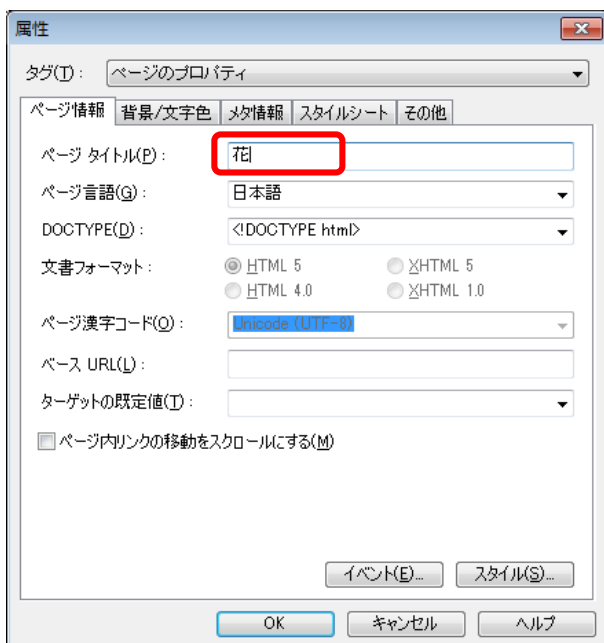 属性
タグ(T)： ページのプロパティ
ページ情報 背景/文字色 メタ情報 スタイルシート その他
ページ タイトル(P)： 花
ページ言語(G)： 日本語
DOCTYPE(D)： <!DOCTYPE html>
文書フォーマット： HTML 5 XHTML 5
HTML 4.0 XHTML 1.0
ページ漢字コード(O)： Unicode (UTF-8)
ベース URL(L)：
ターゲットの既定値(T)：
ページ内リンクの移動をスクロールにする(M)
イベント(E)... スタイル(S)...
OK キャンセル ヘルプ